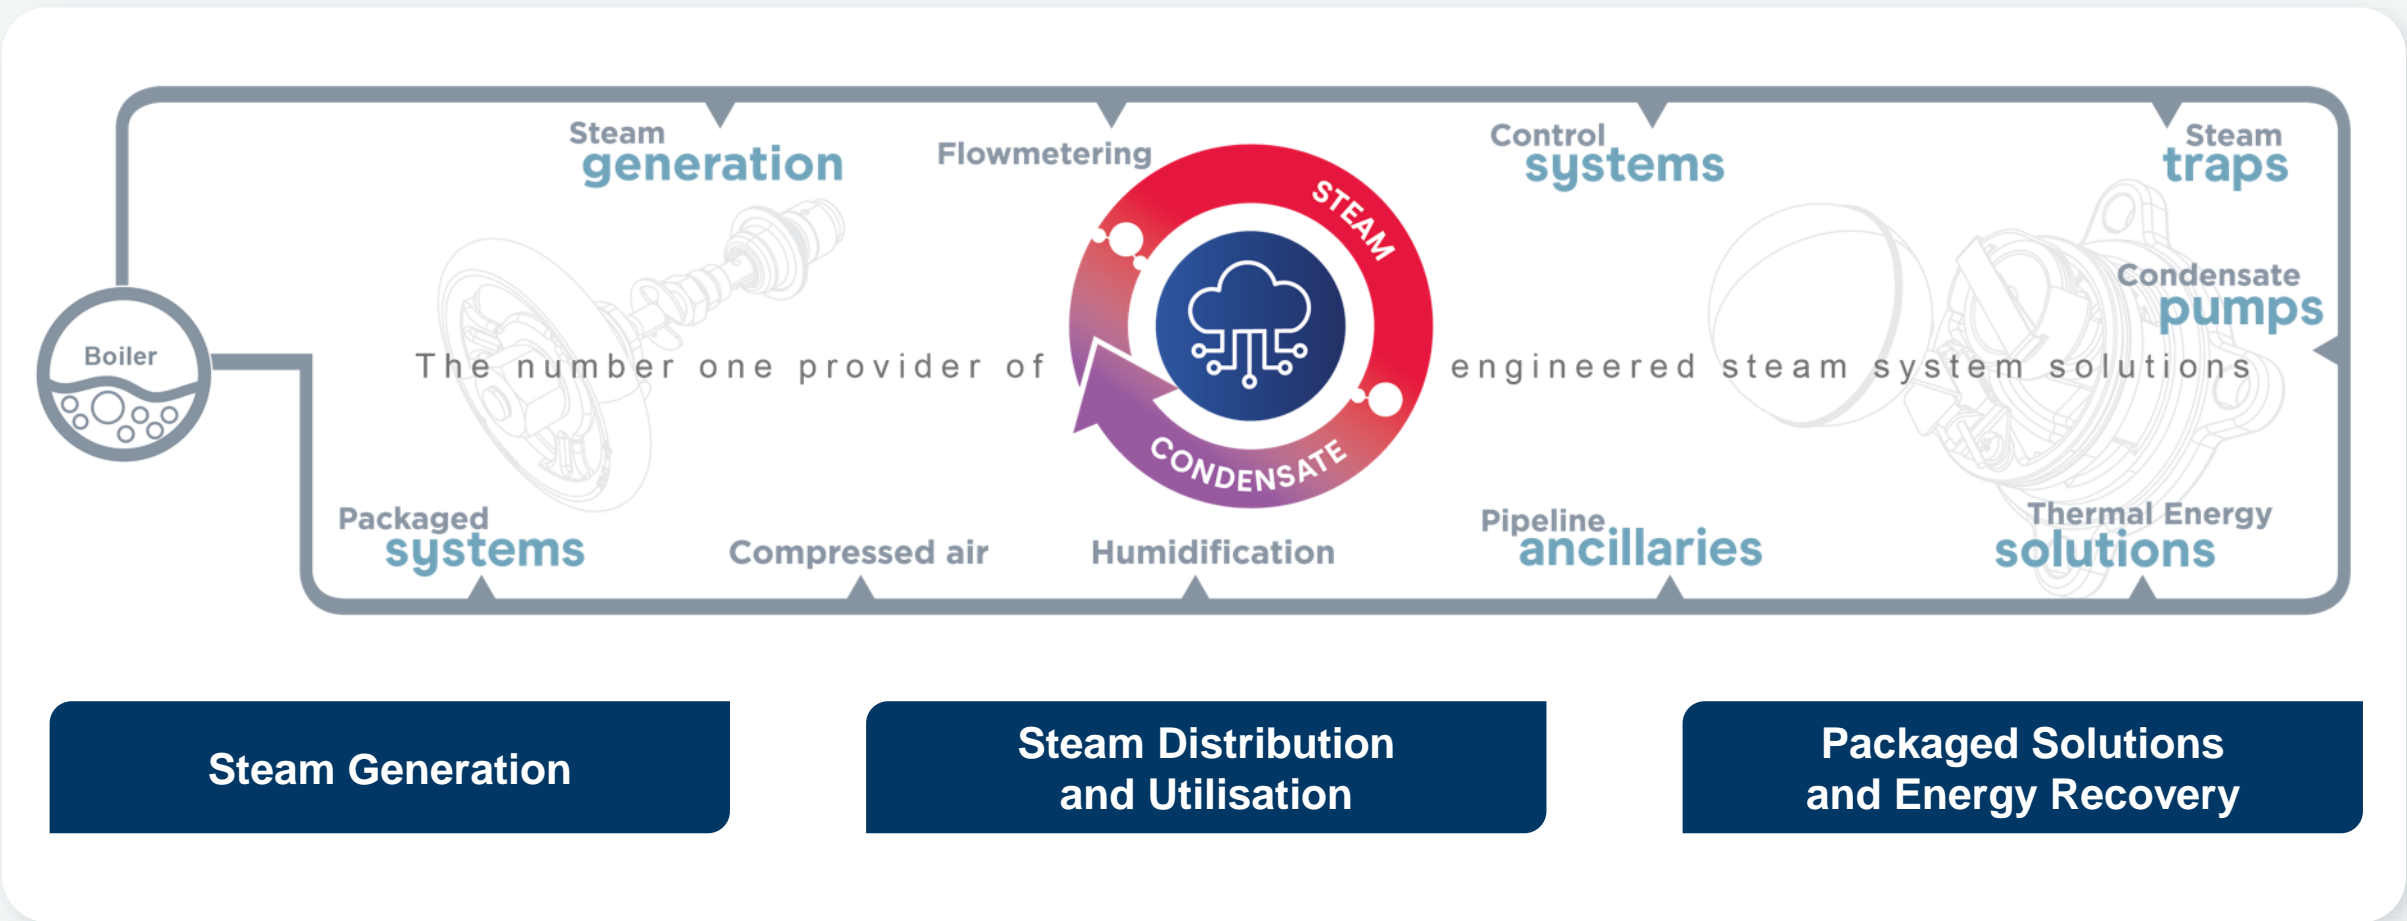 Steam
generation
Flowmetering
Control
systems
Steam
traps
STEAM
Condensate
pumps
Boiler
The number one provider of
engineered steam system solutions
CONDENSATE
Packaged
systems
Compressed air
Humidification
Pipeline
ancillaries
Thermal Energy
solutions
Steam Generation
Steam Distribution
and Utilisation
Packaged Solutions
and Energy Recovery